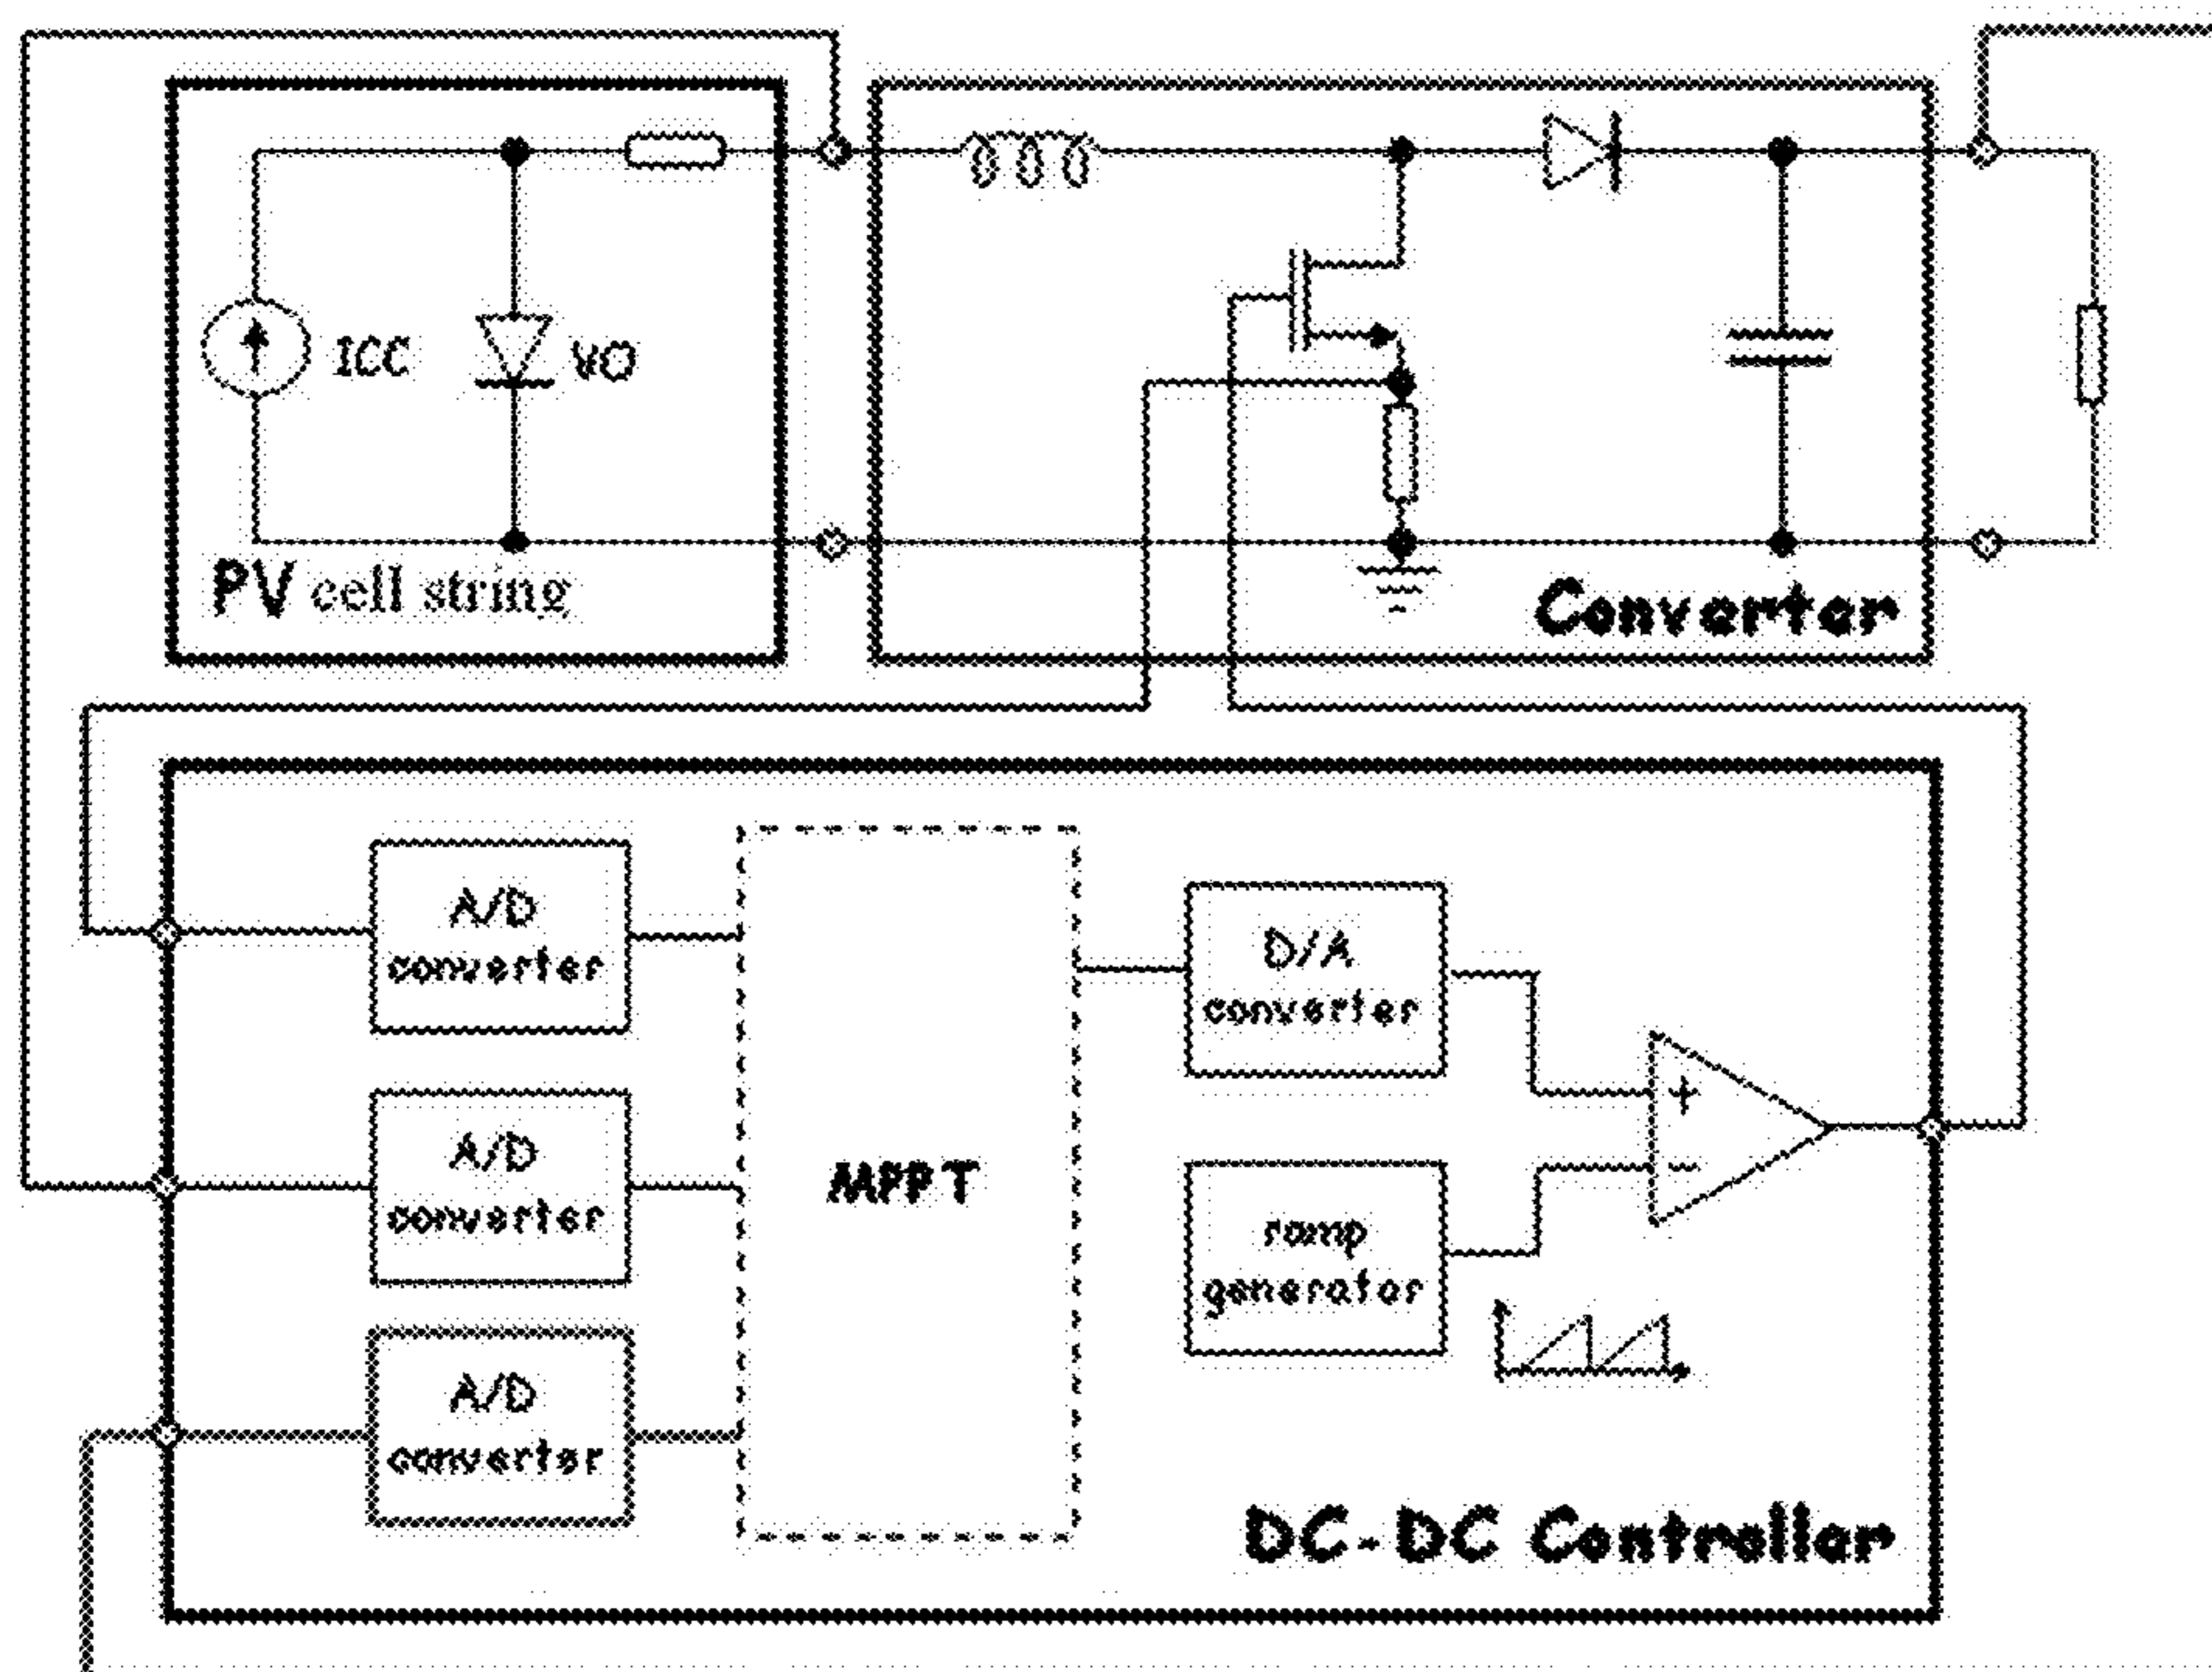 ICC
VO
PV cell string
Converter
A/D
converter
D/A
converter
A/D
converter
MPPT
ramp
generator
A/D
converter
DC-DC Controller
+
-